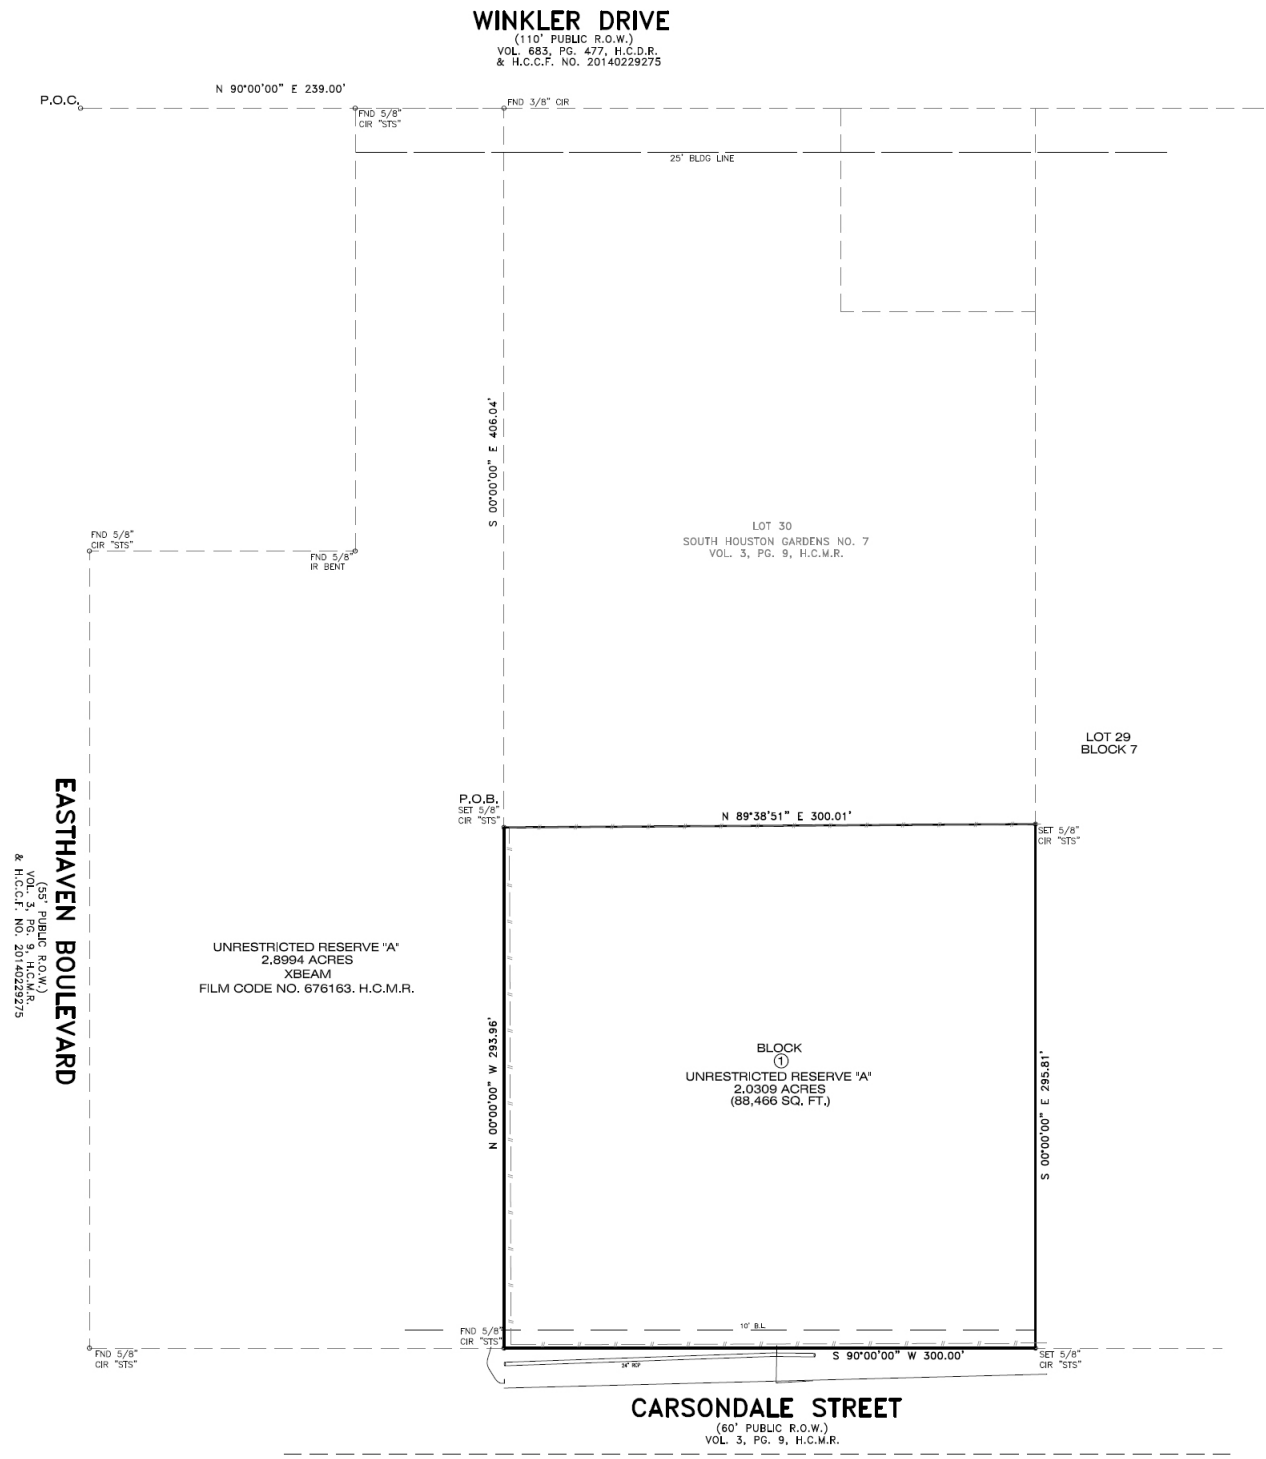 WINKLER DRIVE
(110' PUBLIC R.O.W.)
VOL. 683, PG. 477, H.C.D.R.
& H.C.C.F. NO. 20140229275
N 90°00'00" E 239.00'
P.O.C.
FND 5/8"
CIR "STS"
FND 3/8" CIR
25' BLDG LINE
S 00°00'00" E 406.04'
LOT 30
SOUTH HOUSTON GARDENS NO. 7
VOL. 3, PG. 9, H.C.M.R.
FND 5/8"
CIR "STS"
FND 5/8"
IR BENT
LOT 29
BLOCK 7
P.O.B.
SET 5/8"
CIR "STS"
N 89°38'51" E 300.01'
SET 5/8"
CIR "STS"
EASTHAVEN BOULEVARD
(55' PUBLIC R.O.W.)
VOL. 3, PG. 9, H.C.M.R.
& H.C.C.F. NO. 20140229275
UNRESTRICTED RESERVE "A"
2.8994 ACRES
XBEAM
FILM CODE NO. 676163. H.C.M.R.
N 00°00'00" W 293.96'
BLOCK
1
UNRESTRICTED RESERVE "A"
2.0309 ACRES
(88,466 SQ. FT.)
S 00°00'00" E 295.81'
10' B.L.
FND 5/8"
CIR "STS"
FND 5/8"
CIR "STS"
24" RCP
S 90°00'00" W 300.00'
SET 5/8"
CIR "STS"
CARSONDALE STREET
(60' PUBLIC R.O.W.)
VOL. 3, PG. 9, H.C.M.R.